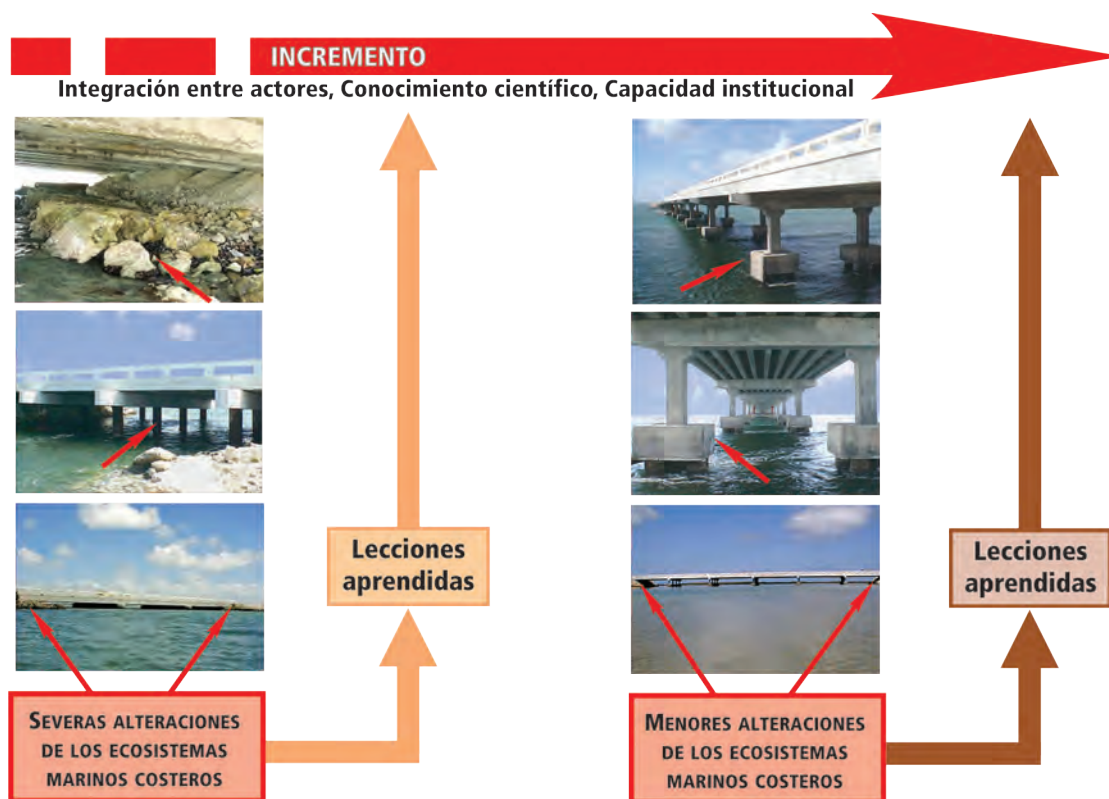 INCREMENTO
Integración entre actores, Conocimiento científico, Capacidad institucional
Lecciones
aprendidas
Lecciones
aprendidas
SEVERAS ALTERACIONES
DE LOS ECOSISTEMAS
MARINOS COSTEROS
MENORES ALTERACIONES
DE LOS ECOSISTEMAS
MARINOS COSTEROS